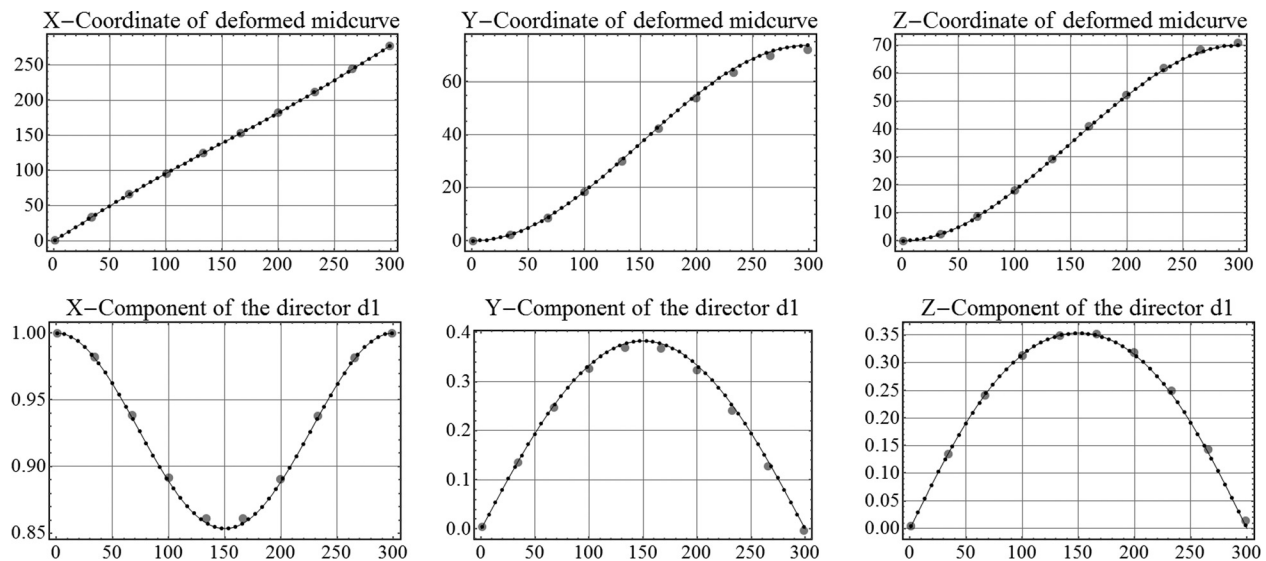 X−Coordinate of deformed midcurve
250
200
150
100
50
0
0 50 100 150 200 250 300
Y−Coordinate of deformed midcurve
60
40
20
0
0 50 100 150 200 250 300
Z−Coordinate of deformed midcurve
70
60
50
40
30
20
10
0
0 50 100 150 200 250 300
X−Component of the director d1
1.00
0.95
0.90
0.85
0 50 100 150 200 250 300
Y−Component of the director d1
0.4
0.3
0.2
0.1
0.0
0 50 100 150 200 250 300
Z−Component of the director d1
0.35
0.30
0.25
0.20
0.15
0.10
0.05
0.00
0 50 100 150 200 250 300